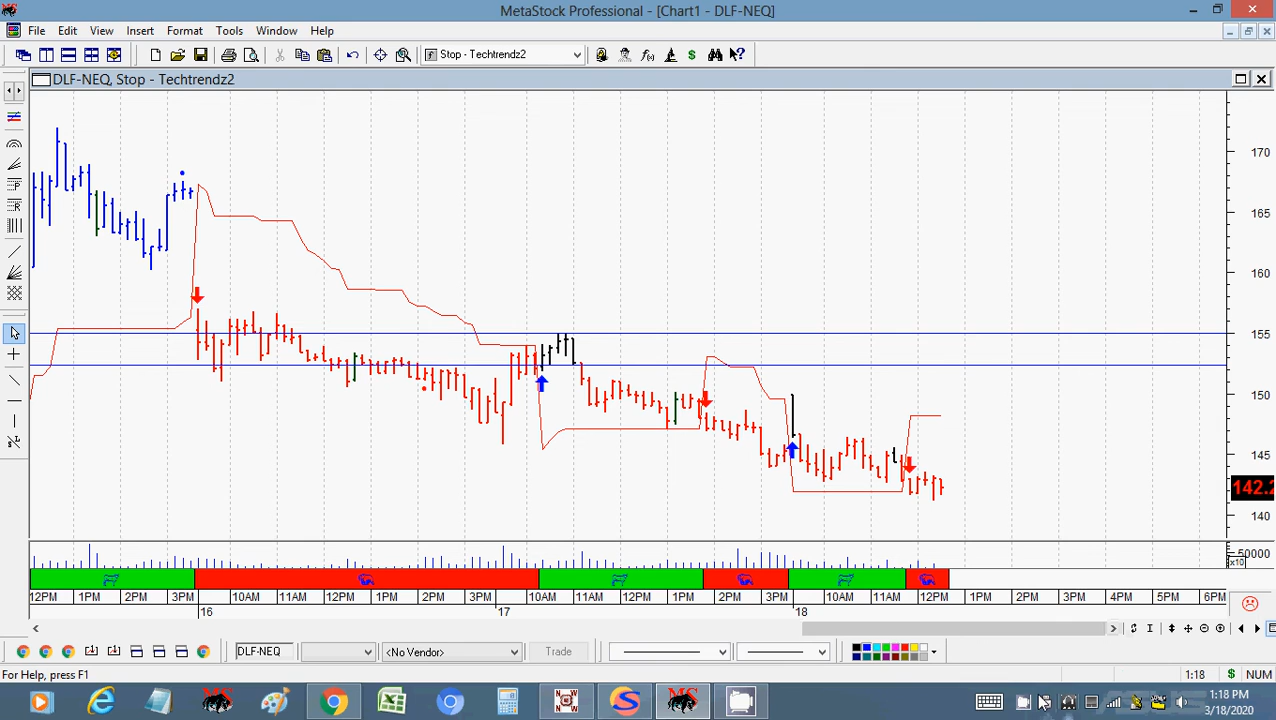 MetaStock Professional - [Chart1 - DLF-NEQ]
File Edit View Insert Format Tools Window Help
Stop - Techtrendz2
DLF-NEQ, Stop - Techtrendz2
170
165
160
155
150
145
142.2
140
50000
x10
12PM 1PM 2PM 3PM 10AM 11AM 12PM 1PM 2PM 3PM 10AM 11AM 12PM 1PM 2PM 3PM 10AM 11AM 12PM 1PM 2PM 3PM 4PM 5PM 6PM
16 17 18
DLF-NEQ <No Vendor> Trade
For Help, press F1 1:18 $ NUM
1:18 PM
3/18/2020